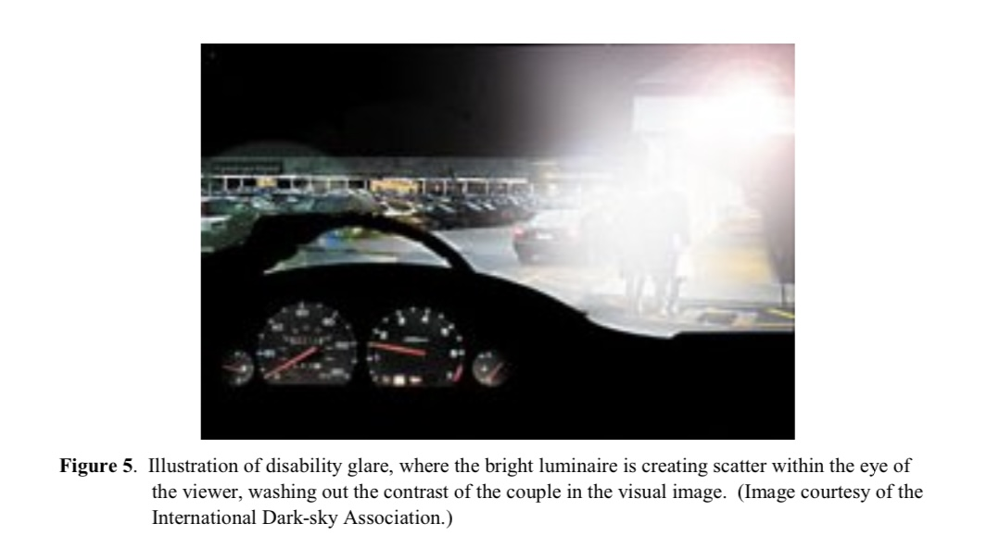 Figure 5.  Illustration of disability glare, where the bright luminaire is creating scatter within the eye of
the viewer, washing out the contrast of the couple in the visual image.  (Image courtesy of the
International Dark-sky Association.)